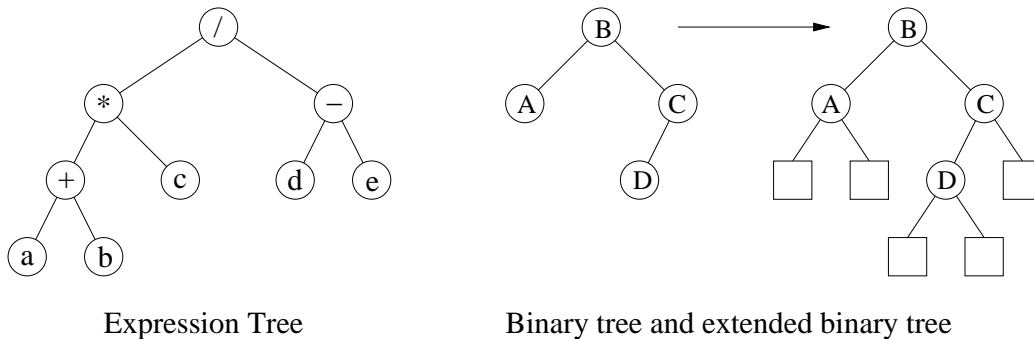 / B B
* − A C A C
+ c d e D D
a b
Expression Tree Binary tree and extended binary tree